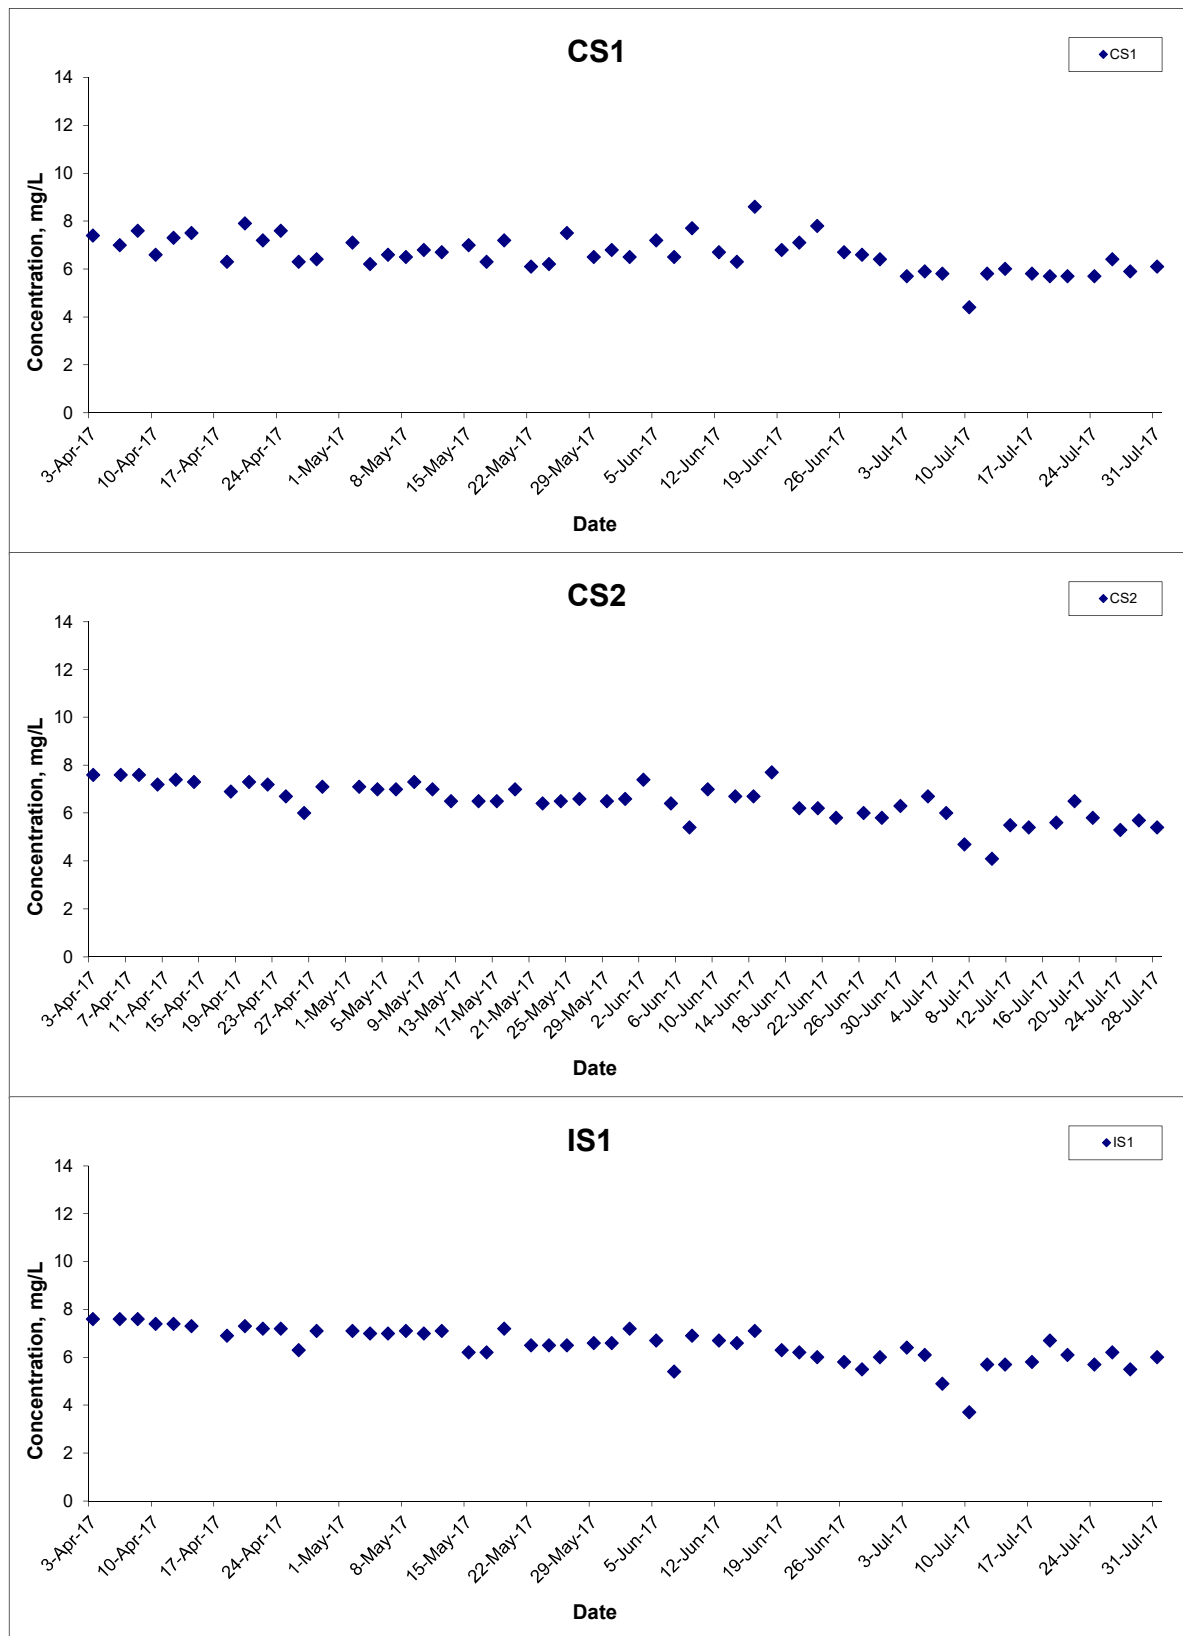 CS1
CS1
14
12
10
8
6
4
2
0
Concentration, mg/L
3-Apr-17
10-Apr-17
17-Apr-17
24-Apr-17
1-May-17
8-May-17
15-May-17
22-May-17
29-May-17
5-Jun-17
12-Jun-17
19-Jun-17
26-Jun-17
3-Jul-17
10-Jul-17
17-Jul-17
24-Jul-17
31-Jul-17
Date
CS2
CS2
14
12
10
8
6
4
2
0
Concentration, mg/L
3-Apr-17
7-Apr-17
11-Apr-17
15-Apr-17
19-Apr-17
23-Apr-17
27-Apr-17
1-May-17
5-May-17
9-May-17
13-May-17
17-May-17
21-May-17
25-May-17
29-May-17
2-Jun-17
6-Jun-17
10-Jun-17
14-Jun-17
18-Jun-17
22-Jun-17
26-Jun-17
30-Jun-17
4-Jul-17
8-Jul-17
12-Jul-17
16-Jul-17
20-Jul-17
24-Jul-17
28-Jul-17
Date
IS1
IS1
14
12
10
8
6
4
2
0
Concentration, mg/L
3-Apr-17
10-Apr-17
17-Apr-17
24-Apr-17
1-May-17
8-May-17
15-May-17
22-May-17
29-May-17
5-Jun-17
12-Jun-17
19-Jun-17
26-Jun-17
3-Jul-17
10-Jul-17
17-Jul-17
24-Jul-17
31-Jul-17
Date